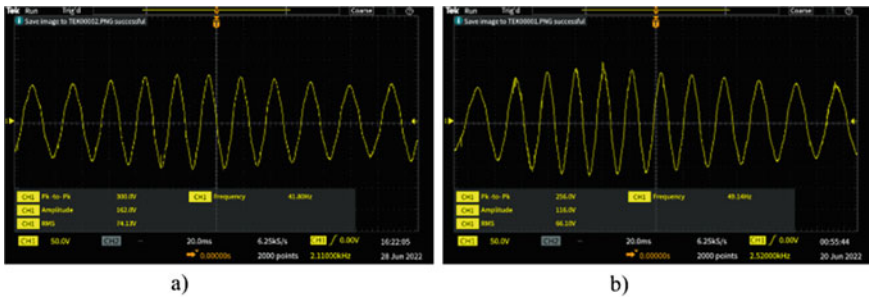 Tek Run Trig'd Coarse
Save image to TEK00002.PNG successful
CH1 Pk-to-Pk 300.0V CH1 Frequency 41.80Hz
CH1 Amplitude 162.0V
CH1 RMS 74.13V
CH1 50.0V CH2 -- 20.0ms 6.25kS/s CH1 / 0.00V 16:22:05
0.00000s 2000 points 2.11000kHz 28 Jun 2022
a)
Tek Run Trig'd Coarse
Save image to TEK00001.PNG successful
CH1 Pk-to-Pk 256.0V CH1 Frequency 49.14Hz
CH1 Amplitude 116.0V
CH1 RMS 66.10V
CH1 50.0V CH2 -- 20.0ms 6.25kS/s CH1 / 0.00V 00:55:44
0.00000s 2000 points 2.52000kHz 20 Jun 2022
b)